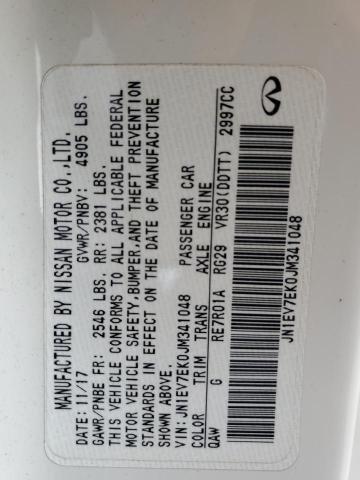 MANUFACTURED BY NISSAN MOTOR CO.,LTD.
DATE: 11/17 GVWR/PNBV: 4905 LBS.
GAWR/PNBE FR: 2546 LBS. RR: 2381 LBS.
THIS VEHICLE CONFORMS TO ALL APPLICABLE FEDERAL
MOTOR VEHICLE SAFETY,BUMPER,AND THEFT PREVENTION
STANDARDS IN EFFECT ON THE DATE OF MANUFACTURE
SHOWN ABOVE.
VIN: JN1EV7EK0JM341048 PASSENGER CAR
COLOR TRIM TRANS AXLE ENGINE
QAW G RE7R01A RG29 VR30(DDTT) 2997CC
JN1EV7EK0JM341048